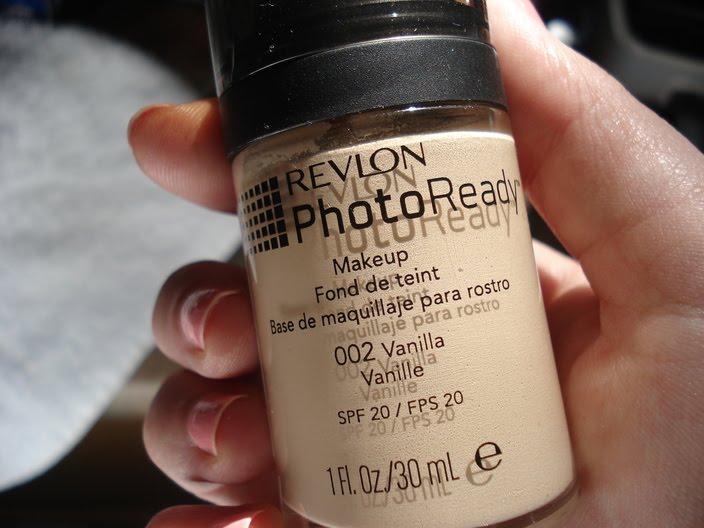 REVLON
PhotoReady™
Makeup
Fond de teint
Base de maquillaje para rostro
002 Vanilla
Vanille
SPF 20 / FPS 20
1 Fl. Oz./30 mL ℮